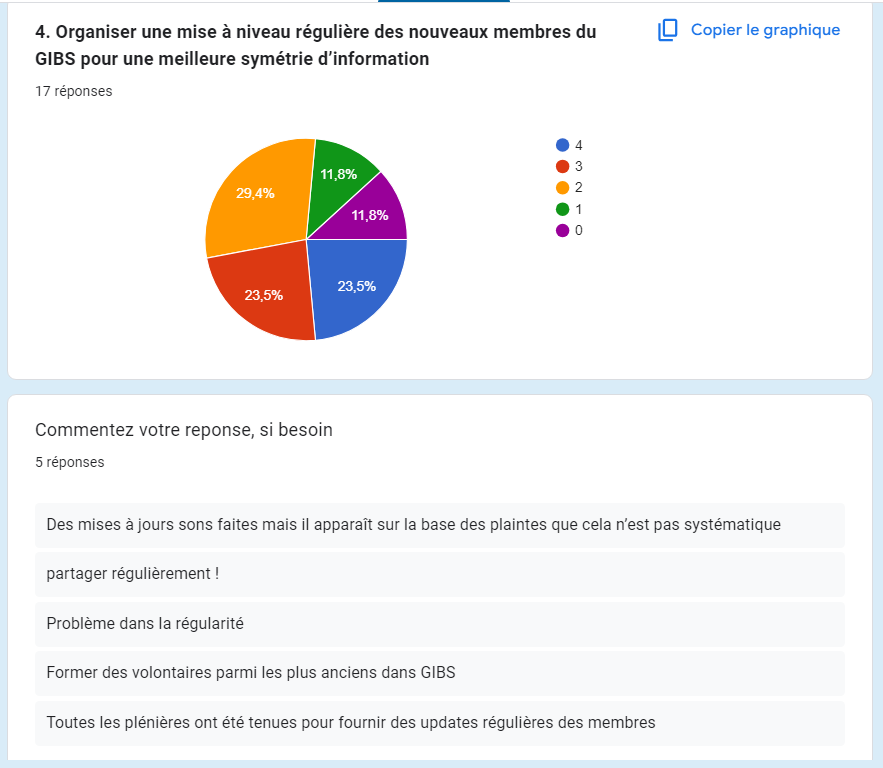 4. Organiser une mise à niveau régulière des nouveaux membres du
GIBS pour une meilleure symétrie d’information
Copier le graphique
17 réponses
29,4%
11,8%
11,8%
23,5%
23,5%
4
3
2
1
0
Commentez votre reponse, si besoin
5 réponses
Des mises à jours sons faites mais il apparaît sur la base des plaintes que cela n’est pas systématique
partager régulièrement !
Problème dans la régularité
Former des volontaires parmi les plus anciens dans GIBS
Toutes les plénières ont été tenues pour fournir des updates régulières des membres